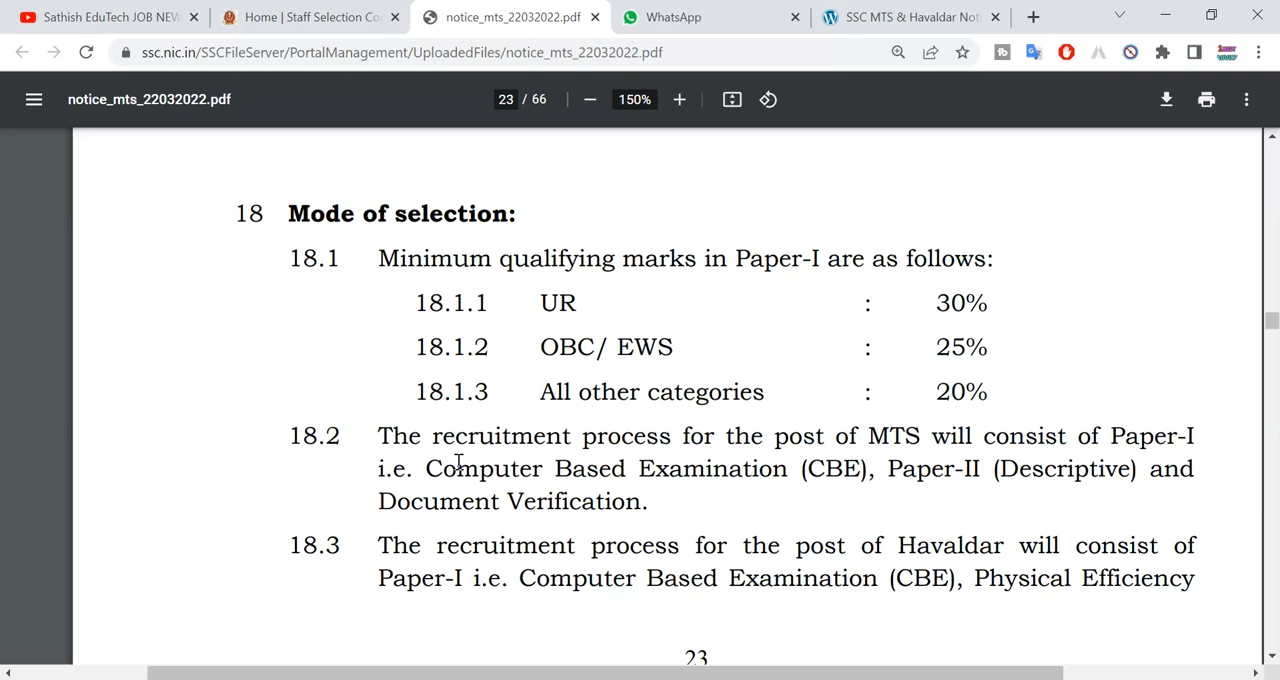 Sathish EduTech JOB NEW
Home | Staff Selection Co
notice_mts_22032022.pdf
WhatsApp
SSC MTS & Havaldar Not
ssc.nic.in/SSCFileServer/PortalManagement/UploadedFiles/notice_mts_22032022.pdf
notice_mts_22032022.pdf
23 / 66
150%
18 Mode of selection:
18.1 Minimum qualifying marks in Paper-I are as follows:
18.1.1 UR : 30%
18.1.2 OBC/ EWS : 25%
18.1.3 All other categories : 20%
18.2 The recruitment process for the post of MTS will consist of Paper-I
i.e. Computer Based Examination (CBE), Paper-II (Descriptive) and
Document Verification.
18.3 The recruitment process for the post of Havaldar will consist of
Paper-I i.e. Computer Based Examination (CBE), Physical Efficiency
23